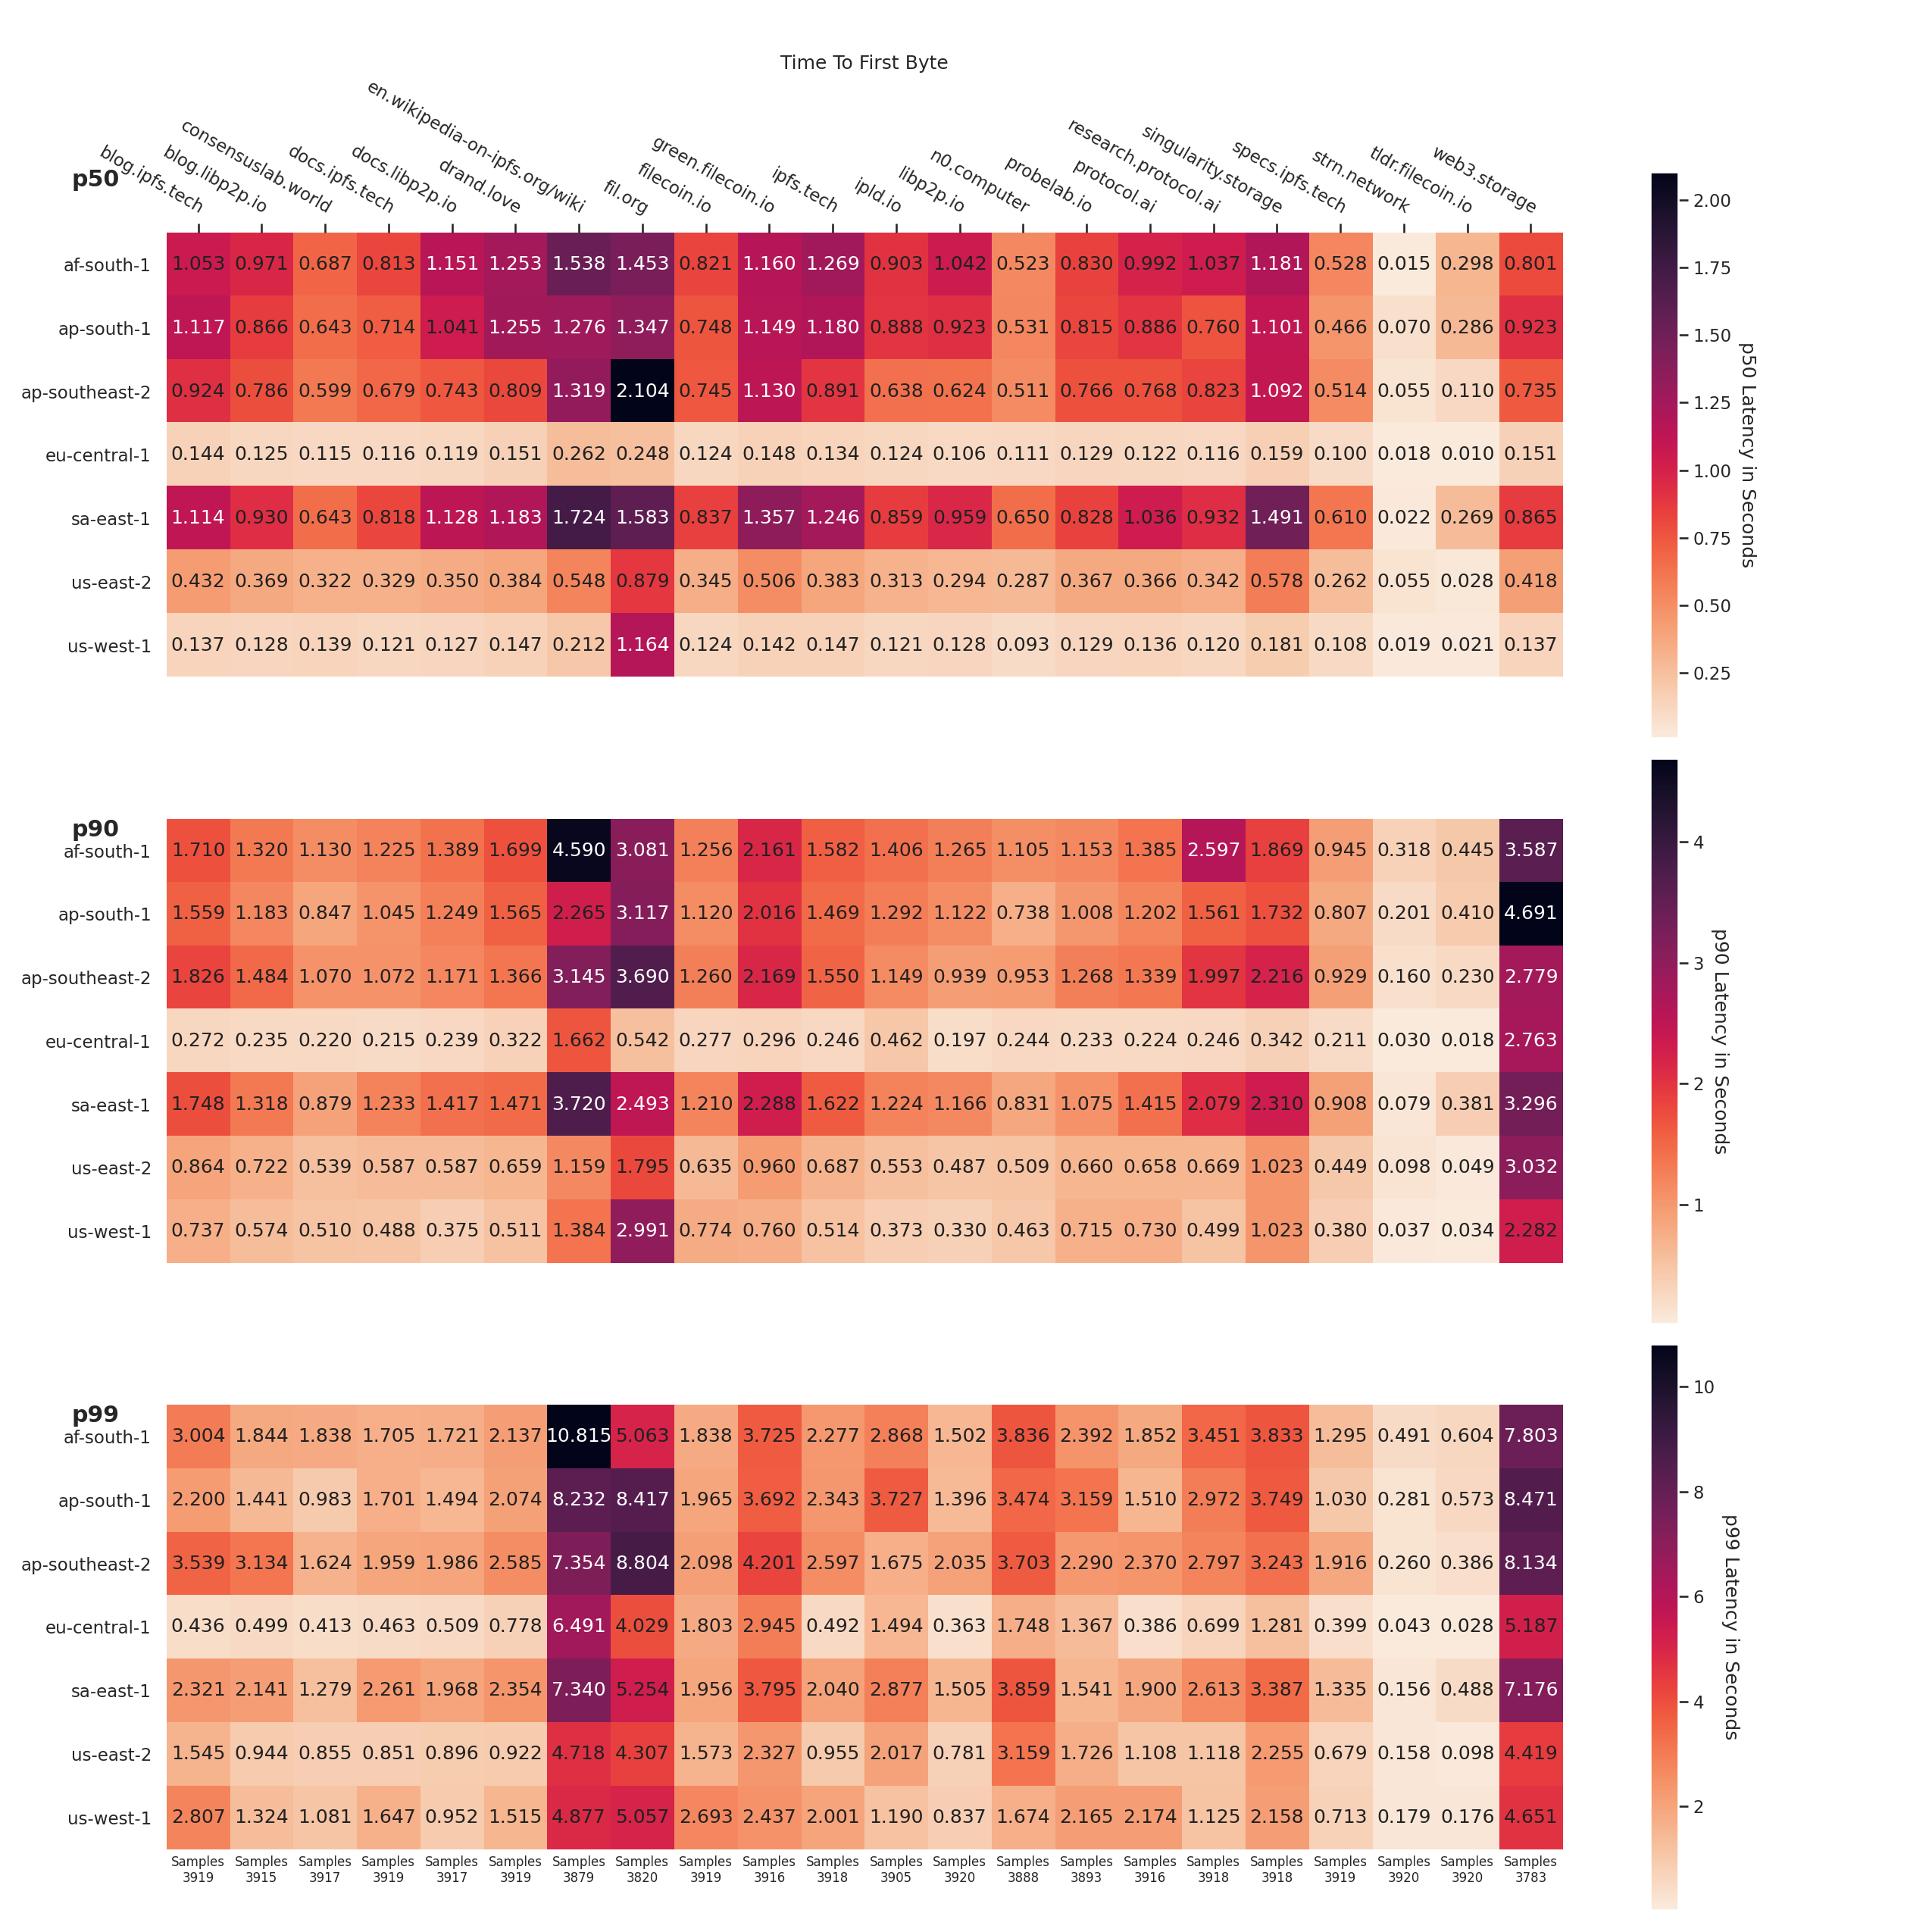 Time To First Byte
p50
blog.ipfs.tech
blog.libp2p.io
consensuslab.world
docs.ipfs.tech
docs.libp2p.io
drand.love
en.wikipedia-on-ipfs.org/wiki
fil.org
filecoin.io
green.filecoin.io
ipfs.tech
ipld.io
libp2p.io
n0.computer
probelab.io
protocol.ai
research.protocol.ai
singularity.storage
specs.ipfs.tech
strn.network
tldr.filecoin.io
web3.storage
af-south-1 1.053 0.971 0.687 0.813 1.151 1.253 1.538 1.453 0.821 1.160 1.269 0.903 1.042 0.523 0.830 0.992 1.037 1.181 0.528 0.015 0.298 0.801
ap-south-1 1.117 0.866 0.643 0.714 1.041 1.255 1.276 1.347 0.748 1.149 1.180 0.888 0.923 0.531 0.815 0.886 0.760 1.101 0.466 0.070 0.286 0.923
ap-southeast-2 0.924 0.786 0.599 0.679 0.743 0.809 1.319 2.104 0.745 1.130 0.891 0.638 0.624 0.511 0.766 0.768 0.823 1.092 0.514 0.055 0.110 0.735
eu-central-1 0.144 0.125 0.115 0.116 0.119 0.151 0.262 0.248 0.124 0.148 0.134 0.124 0.106 0.111 0.129 0.122 0.116 0.159 0.100 0.018 0.010 0.151
sa-east-1 1.114 0.930 0.643 0.818 1.128 1.183 1.724 1.583 0.837 1.357 1.246 0.859 0.959 0.650 0.828 1.036 0.932 1.491 0.610 0.022 0.269 0.865
us-east-2 0.432 0.369 0.322 0.329 0.350 0.384 0.548 0.879 0.345 0.506 0.383 0.313 0.294 0.287 0.367 0.366 0.342 0.578 0.262 0.055 0.028 0.418
us-west-1 0.137 0.128 0.139 0.121 0.127 0.147 0.212 1.164 0.124 0.142 0.147 0.121 0.128 0.093 0.129 0.136 0.120 0.181 0.108 0.019 0.021 0.137
2.00
1.75
1.50
1.25
1.00
0.75
0.50
0.25
p50 Latency in Seconds
p90
af-south-1 1.710 1.320 1.130 1.225 1.389 1.699 4.590 3.081 1.256 2.161 1.582 1.406 1.265 1.105 1.153 1.385 2.597 1.869 0.945 0.318 0.445 3.587
ap-south-1 1.559 1.183 0.847 1.045 1.249 1.565 2.265 3.117 1.120 2.016 1.469 1.292 1.122 0.738 1.008 1.202 1.561 1.732 0.807 0.201 0.410 4.691
ap-southeast-2 1.826 1.484 1.070 1.072 1.171 1.366 3.145 3.690 1.260 2.169 1.550 1.149 0.939 0.953 1.268 1.339 1.997 2.216 0.929 0.160 0.230 2.779
eu-central-1 0.272 0.235 0.220 0.215 0.239 0.322 1.662 0.542 0.277 0.296 0.246 0.462 0.197 0.244 0.233 0.224 0.246 0.342 0.211 0.030 0.018 2.763
sa-east-1 1.748 1.318 0.879 1.233 1.417 1.471 3.720 2.493 1.210 2.288 1.622 1.224 1.166 0.831 1.075 1.415 2.079 2.310 0.908 0.079 0.381 3.296
us-east-2 0.864 0.722 0.539 0.587 0.587 0.659 1.159 1.795 0.635 0.960 0.687 0.553 0.487 0.509 0.660 0.658 0.669 1.023 0.449 0.098 0.049 3.032
us-west-1 0.737 0.574 0.510 0.488 0.375 0.511 1.384 2.991 0.774 0.760 0.514 0.373 0.330 0.463 0.715 0.730 0.499 1.023 0.380 0.037 0.034 2.282
4
3
2
1
p90 Latency in Seconds
p99
af-south-1 3.004 1.844 1.838 1.705 1.721 2.137 10.815 5.063 1.838 3.725 2.277 2.868 1.502 3.836 2.392 1.852 3.451 3.833 1.295 0.491 0.604 7.803
ap-south-1 2.200 1.441 0.983 1.701 1.494 2.074 8.232 8.417 1.965 3.692 2.343 3.727 1.396 3.474 3.159 1.510 2.972 3.749 1.030 0.281 0.573 8.471
ap-southeast-2 3.539 3.134 1.624 1.959 1.986 2.585 7.354 8.804 2.098 4.201 2.597 1.675 2.035 3.703 2.290 2.370 2.797 3.243 1.916 0.260 0.386 8.134
eu-central-1 0.436 0.499 0.413 0.463 0.509 0.778 6.491 4.029 1.803 2.945 0.492 1.494 0.363 1.748 1.367 0.386 0.699 1.281 0.399 0.043 0.028 5.187
sa-east-1 2.321 2.141 1.279 2.261 1.968 2.354 7.340 5.254 1.956 3.795 2.040 2.877 1.505 3.859 1.541 1.900 2.613 3.387 1.335 0.156 0.488 7.176
us-east-2 1.545 0.944 0.855 0.851 0.896 0.922 4.718 4.307 1.573 2.327 0.955 2.017 0.781 3.159 1.726 1.108 1.118 2.255 0.679 0.158 0.098 4.419
us-west-1 2.807 1.324 1.081 1.647 0.952 1.515 4.877 5.057 2.693 2.437 2.001 1.190 0.837 1.674 2.165 2.174 1.125 2.158 0.713 0.179 0.176 4.651
Samples Samples Samples Samples Samples Samples Samples Samples Samples Samples Samples Samples Samples Samples Samples Samples Samples Samples Samples Samples Samples Samples
3919 3915 3917 3919 3917 3919 3879 3820 3919 3916 3918 3905 3920 3888 3893 3916 3918 3918 3919 3920 3920 3783
10
8
6
4
2
p99 Latency in Seconds